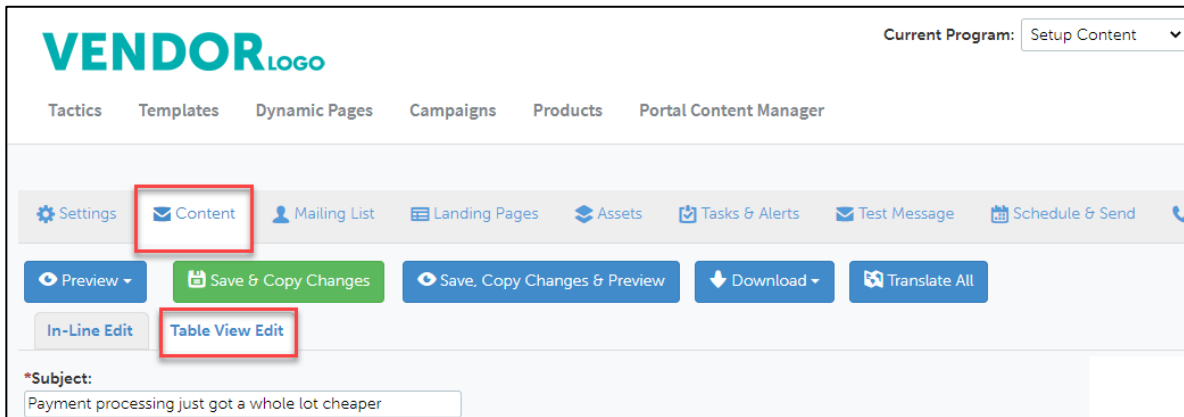 VENDOR LOGO
Current Program: Setup Content
Tactics Templates Dynamic Pages Campaigns Products Portal Content Manager
Settings Content Mailing List Landing Pages Assets Tasks & Alerts Test Message Schedule & Send
Preview Save & Copy Changes Save, Copy Changes & Preview Download Translate All
In-Line Edit Table View Edit
*Subject:
Payment processing just got a whole lot cheaper